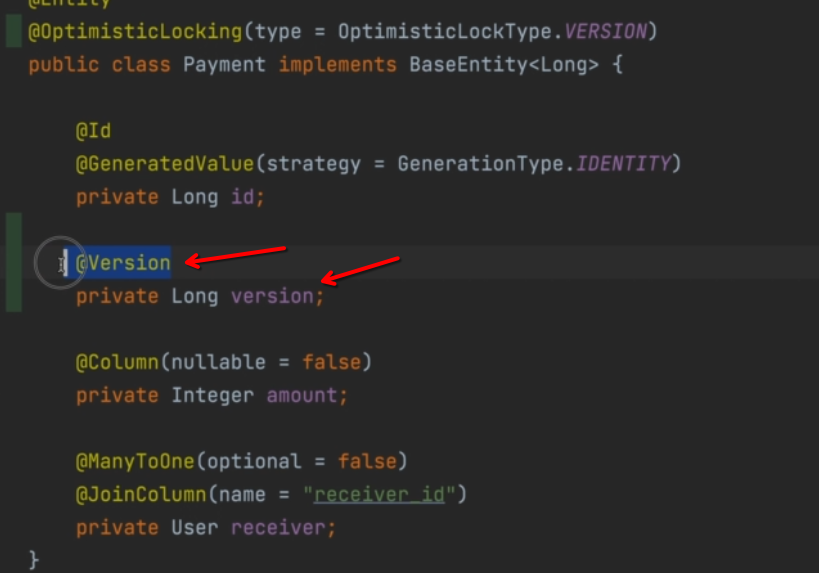 @Entity
@OptimisticLocking(type = OptimisticLockType.VERSION)
public class Payment implements BaseEntity<Long> {
@Id
@GeneratedValue(strategy = GenerationType.IDENTITY)
private Long id;
@Version
private Long version;
@Column(nullable = false)
private Integer amount;
@ManyToOne(optional = false)
@JoinColumn(name = "receiver_id")
private User receiver;
}